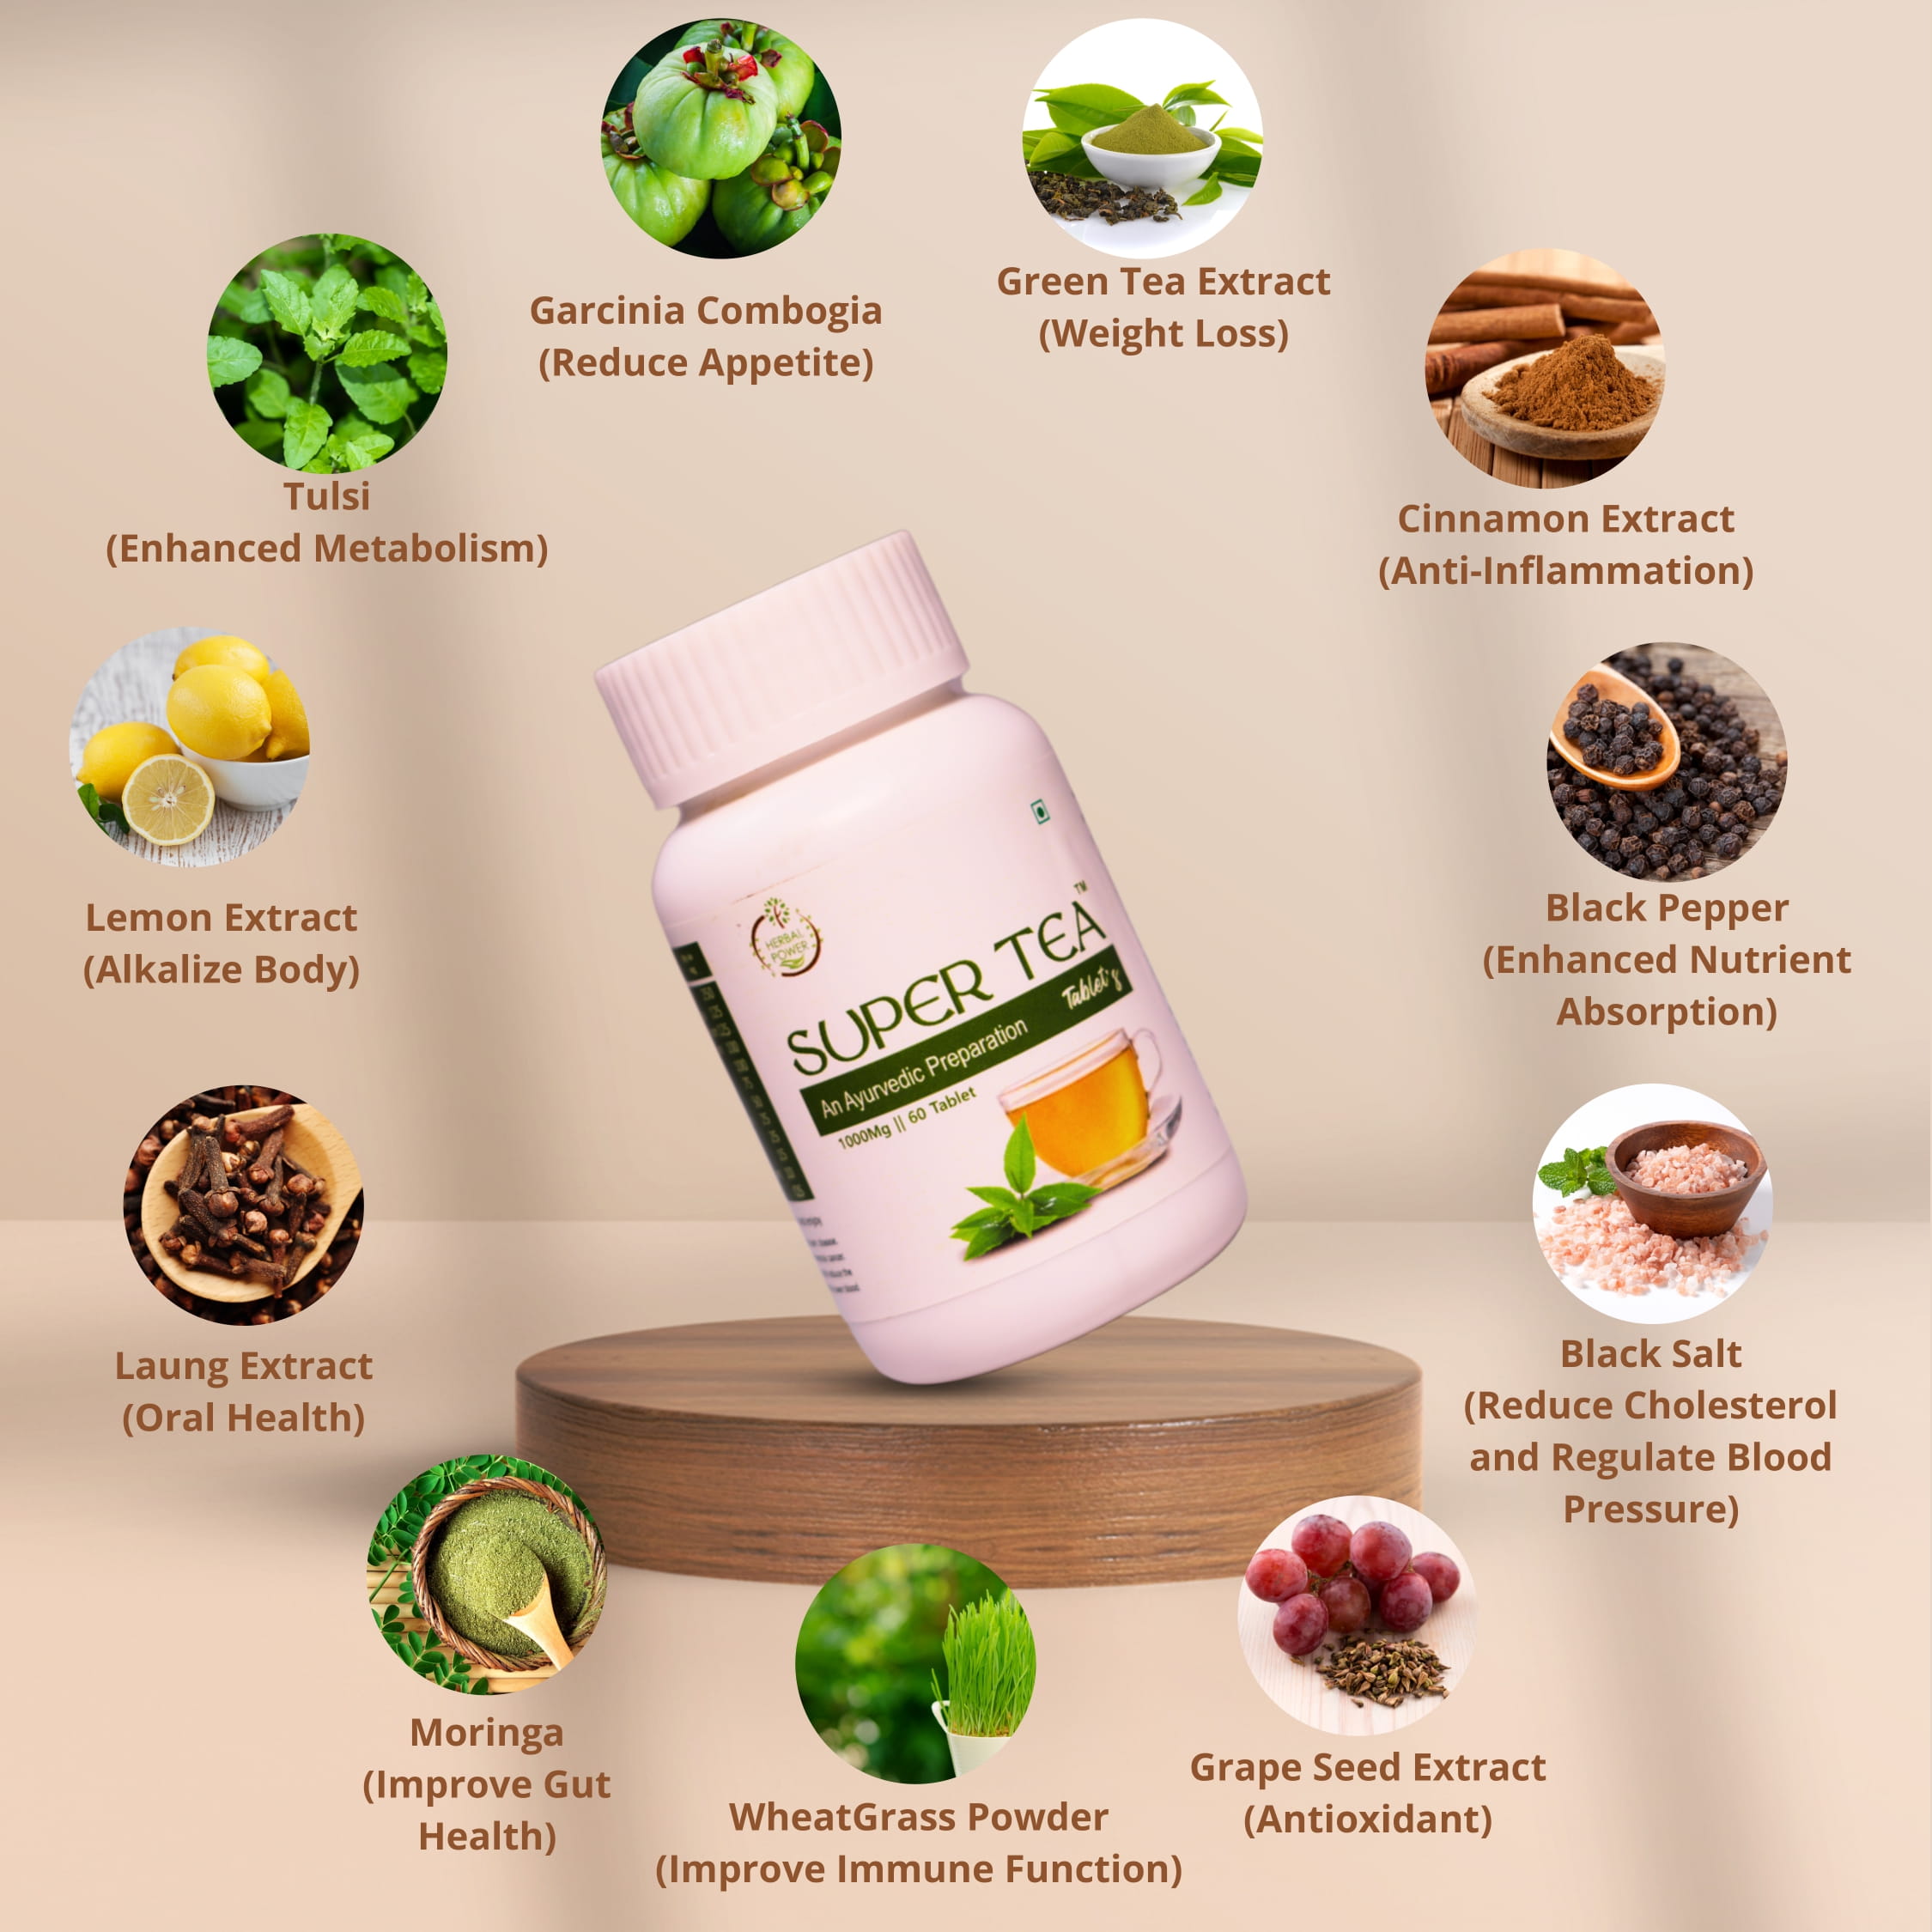 Garcinia Combogia
(Reduce Appetite)
Green Tea Extract
(Weight Loss)
Tulsi
(Enhanced Metabolism)
Cinnamon Extract
(Anti-Inflammation)
Lemon Extract
(Alkalize Body)
Black Pepper
(Enhanced Nutrient
Absorption)
HERBAL
POWER
SUPER TEA™
Tablet's
An Ayurvedic Preparation
1000Mg || 60 Tablet
Laung Extract
(Oral Health)
Black Salt
(Reduce Cholesterol
and Regulate Blood
Pressure)
Moringa
(Improve Gut
Health)
WheatGrass Powder
(Improve Immune Function)
Grape Seed Extract
(Antioxidant)